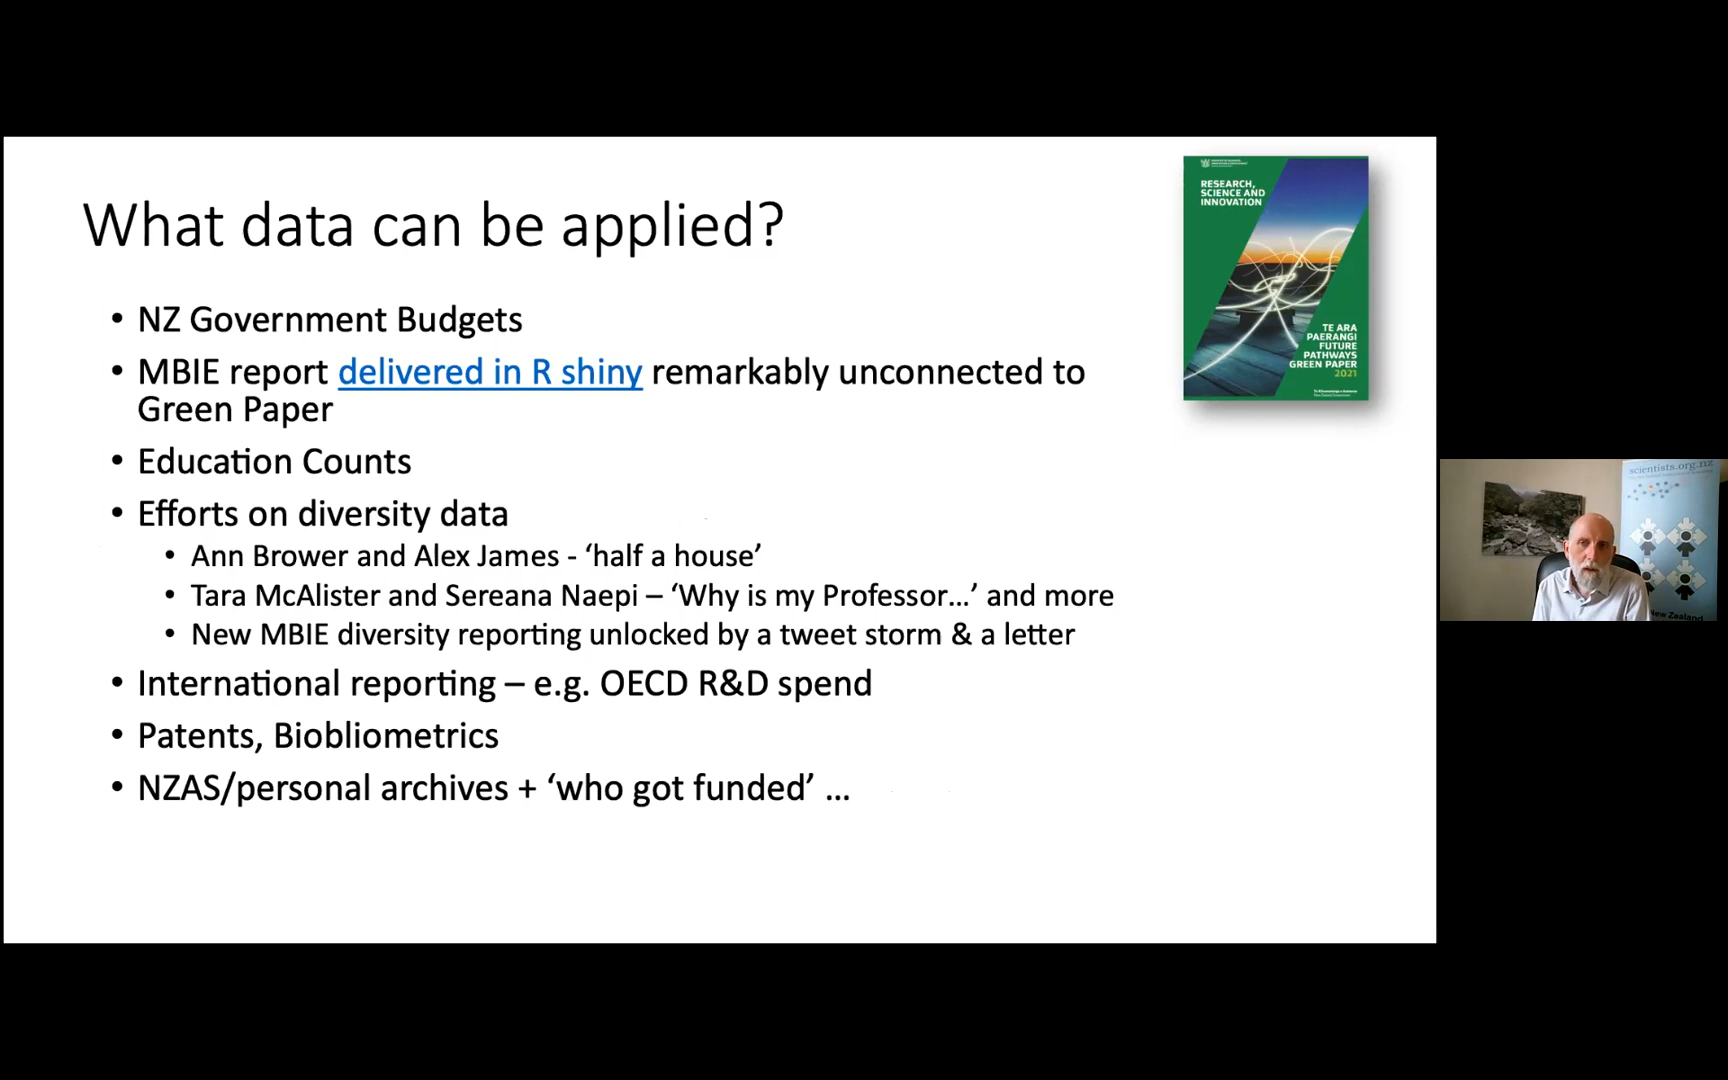 What data can be applied?
• NZ Government Budgets
• MBIE report delivered in R shiny remarkably unconnected to
Green Paper
• Education Counts
• Efforts on diversity data
• Ann Brower and Alex James - ‘half a house’
• Tara McAlister and Sereana Naepi – ‘Why is my Professor…’ and more
• New MBIE diversity reporting unlocked by a tweet storm & a letter
• International reporting – e.g. OECD R&D spend
• Patents, Biobliometrics
• NZAS/personal archives + ‘who got funded’ ...
RESEARCH,
SCIENCE AND
INNOVATION
TE ARA
PAERANGI
FUTURE
PATHWAYS
GREEN PAPER
2021
scientists.org.nz
New Zealand